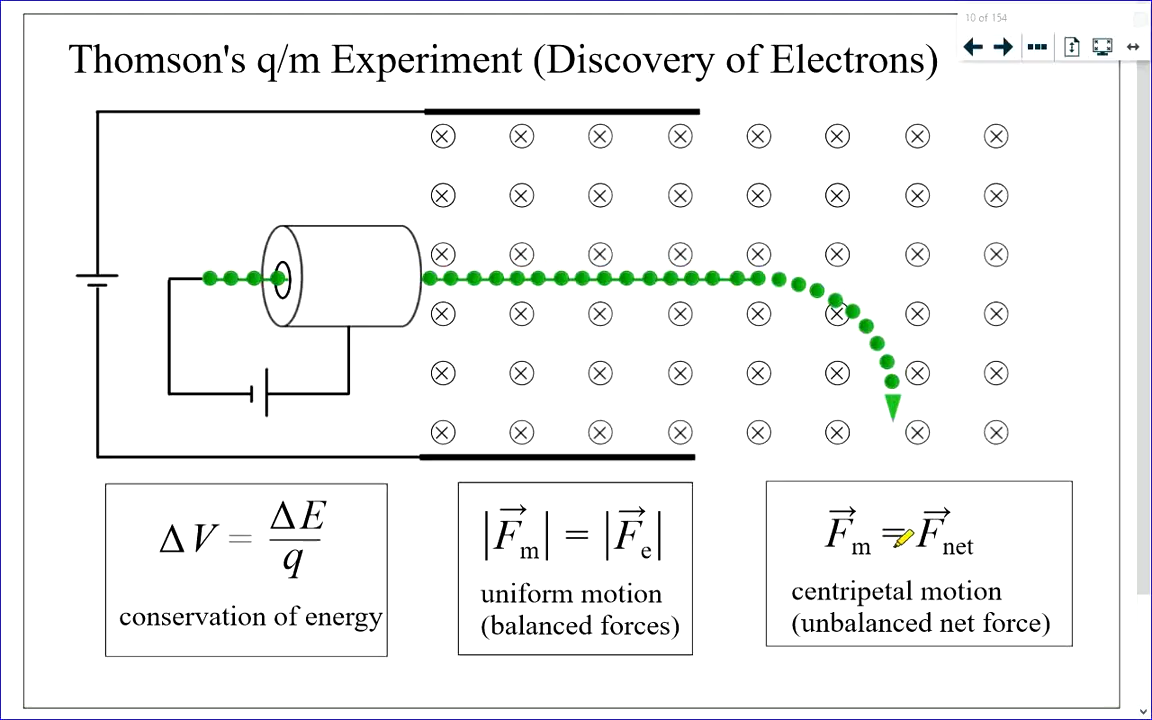 10 of 154
Thomson's q/m Experiment (Discovery of Electrons)
ΔV = ΔE/q
conservation of energy
|F⃗m| = |F⃗e|
uniform motion
(balanced forces)
F⃗m = F⃗net
centripetal motion
(unbalanced net force)